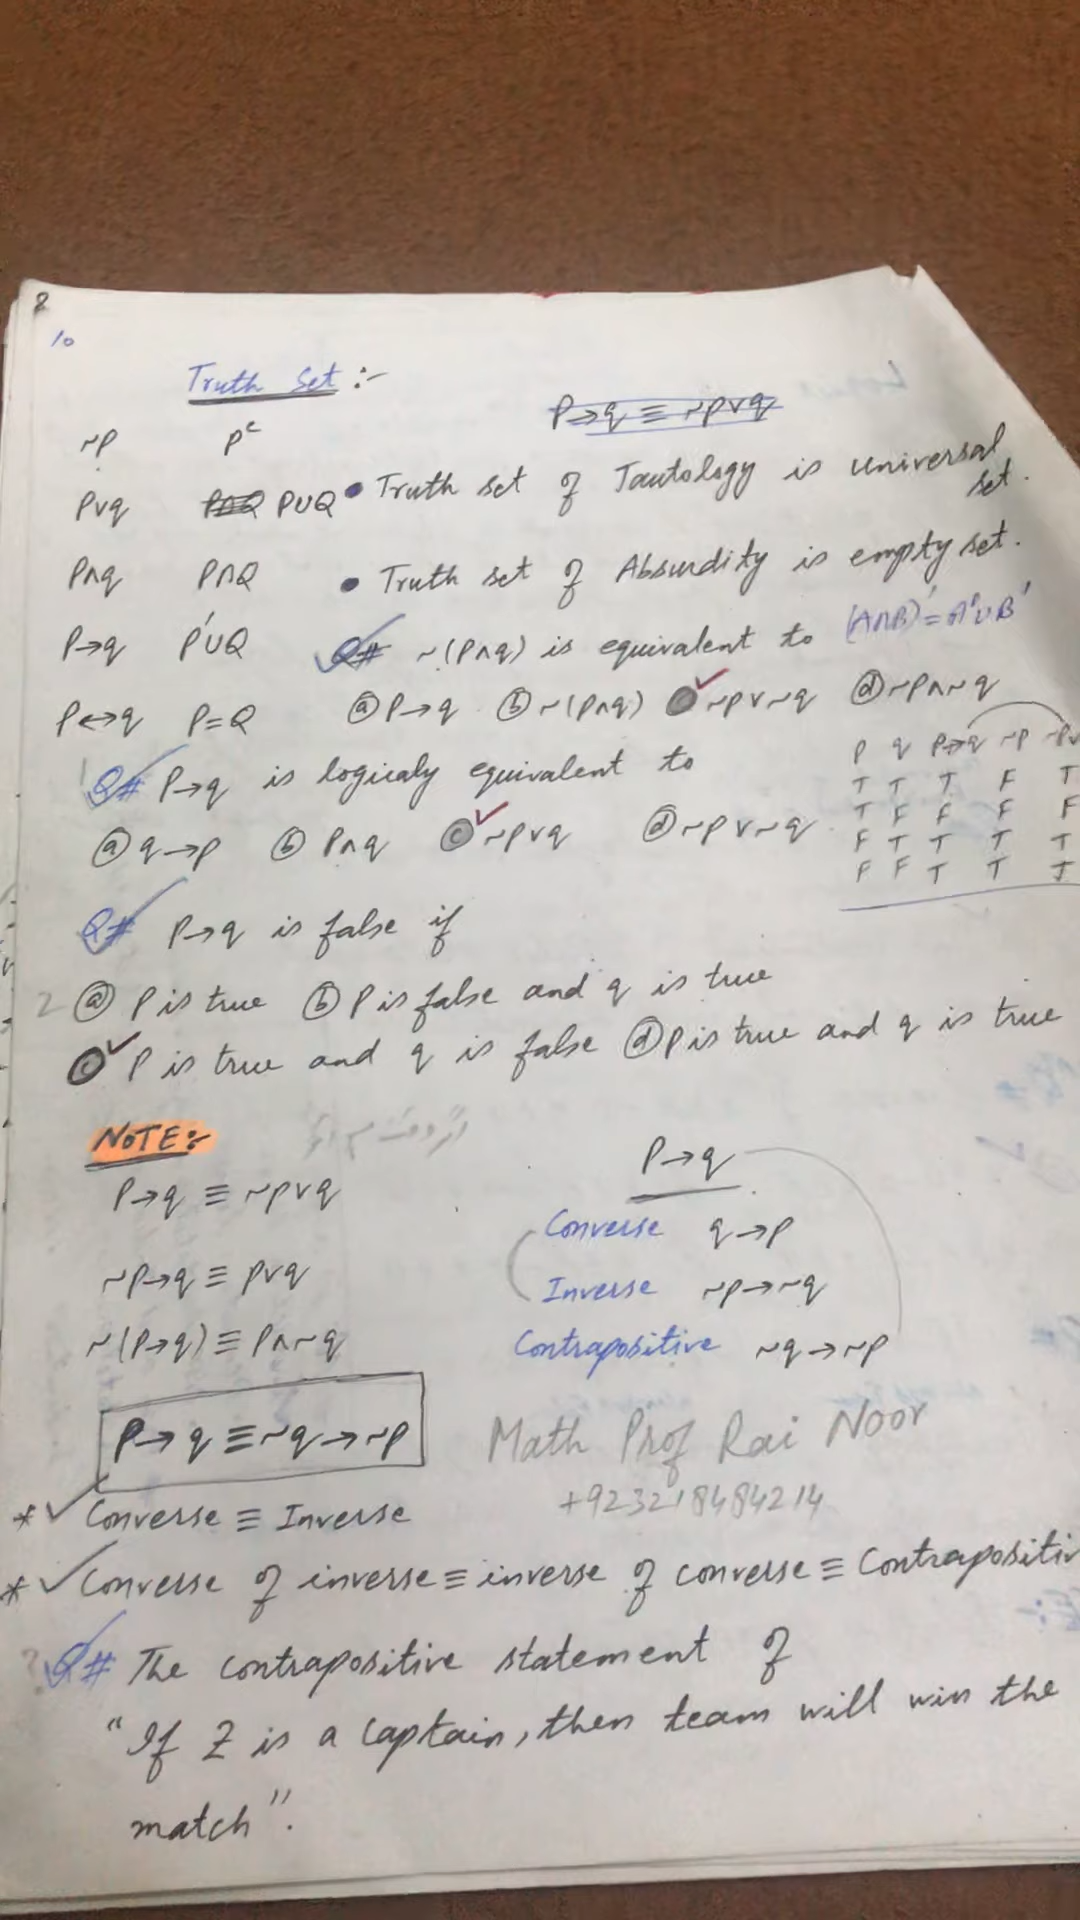 8
10
Truth Set :-
P→q ≡ ~p∨q
~p p^c
P∨q P∪Q • Truth set of Tautology is universal set.
P∧q P∩Q • Truth set of Absurdity is empty set.
P→q P'∪Q Q# ~(P∧q) is equivalent to (A∩B)'=A'∪B'
P↔q P=Q ⓐ P→q ⓑ ~(P∧q) ~p∨~q ⓓ ~p∧~q
Q# P→q is logicaly equivalent to
ⓐ q→p ⓑ P∧q ⓒ ~p∨q ⓓ ~p∨~q
P q P→q ~p ~Pv
T T T F T
T F F F F
F T T T T
F F T T T
Q# P→q is false if
2 ⓐ P is true ⓑ P is false and q is true
ⓒ P is true and q is false ⓓ P is true and q is true
NOTE:
P→q ≡ ~p∨q
~P→q ≡ p∨q
~(P→q) ≡ P∧~q
P→q ≡ ~q→~p
P→q
Converse q→p
Inverse ~p→~q
Contrapositive ~q→~p
Math Prof Rai Noor
+923218484214
* ✓ Converse ≡ Inverse
* ✓ Converse of inverse ≡ inverse of converse ≡ Contrapositiv
Q# The contrapositive statement of
"If Z is a captain, then team will win the
match".